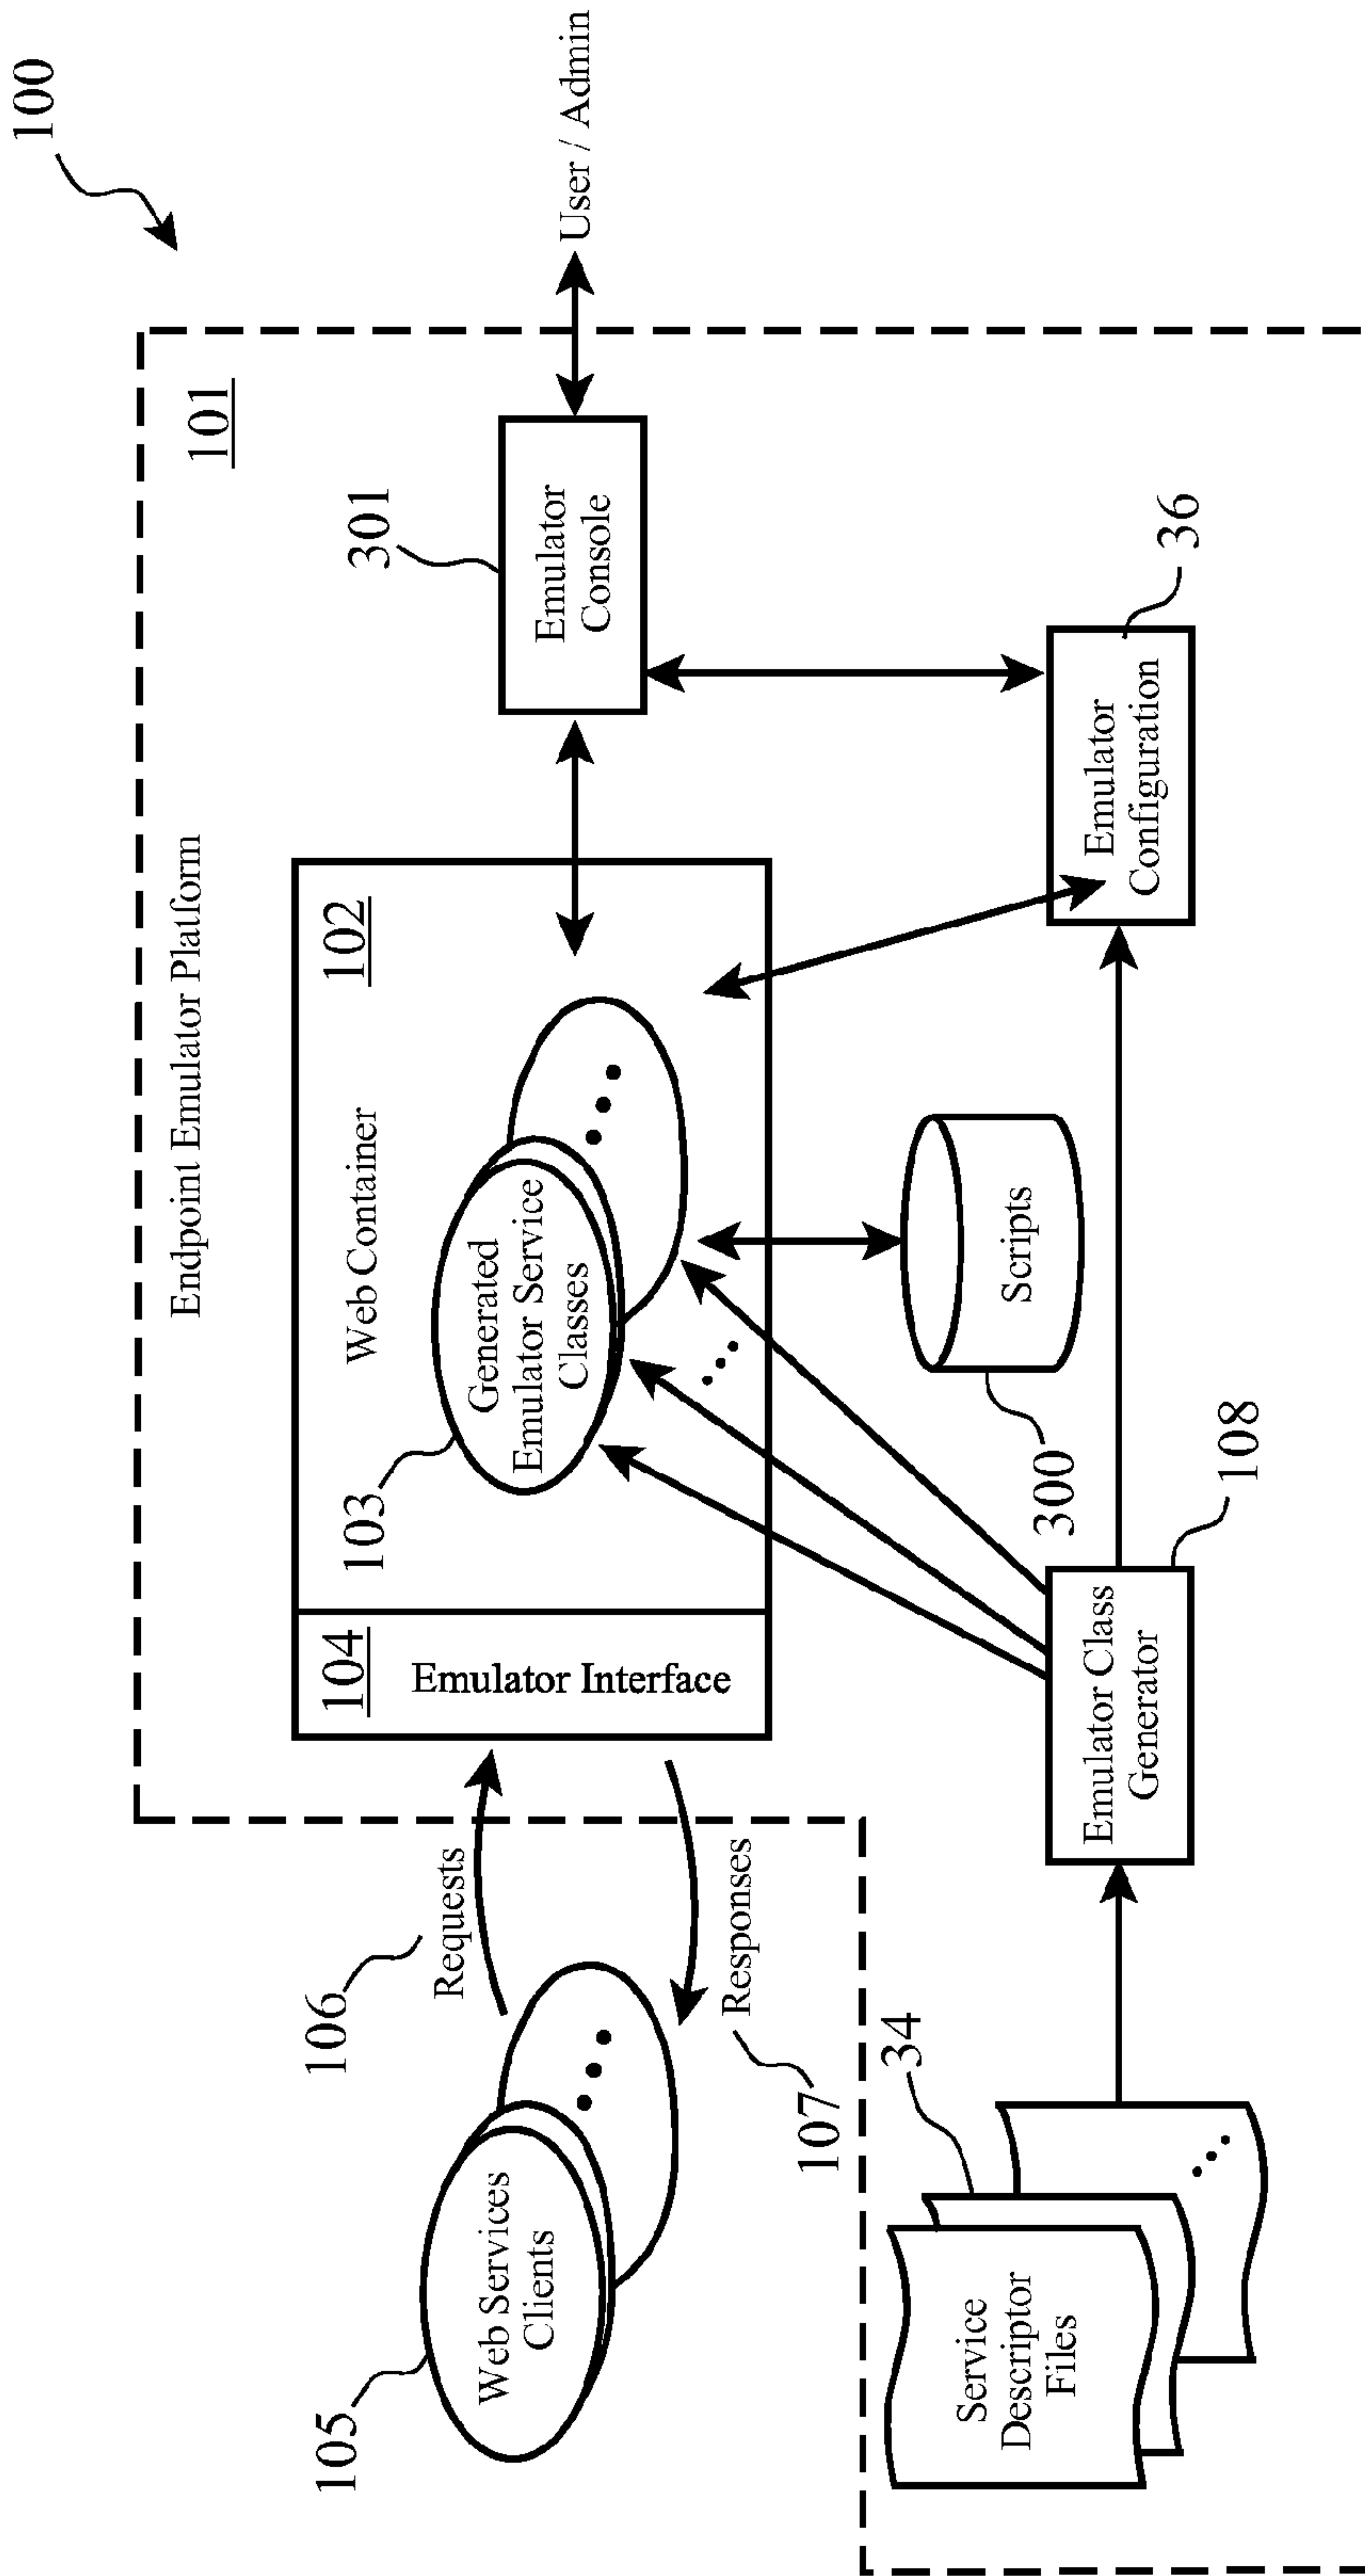 100
Endpoint Emulator Platform
101
105
Web Services
Clients
106
Requests
Responses
107
104
Emulator Interface
103
Web Container
102
Generated
Emulator Service
Classes
301
Emulator
Console
User / Admin
34
Service
Descriptor
Files
Emulator Class
Generator
108
300
Scripts
Emulator
Configuration
36